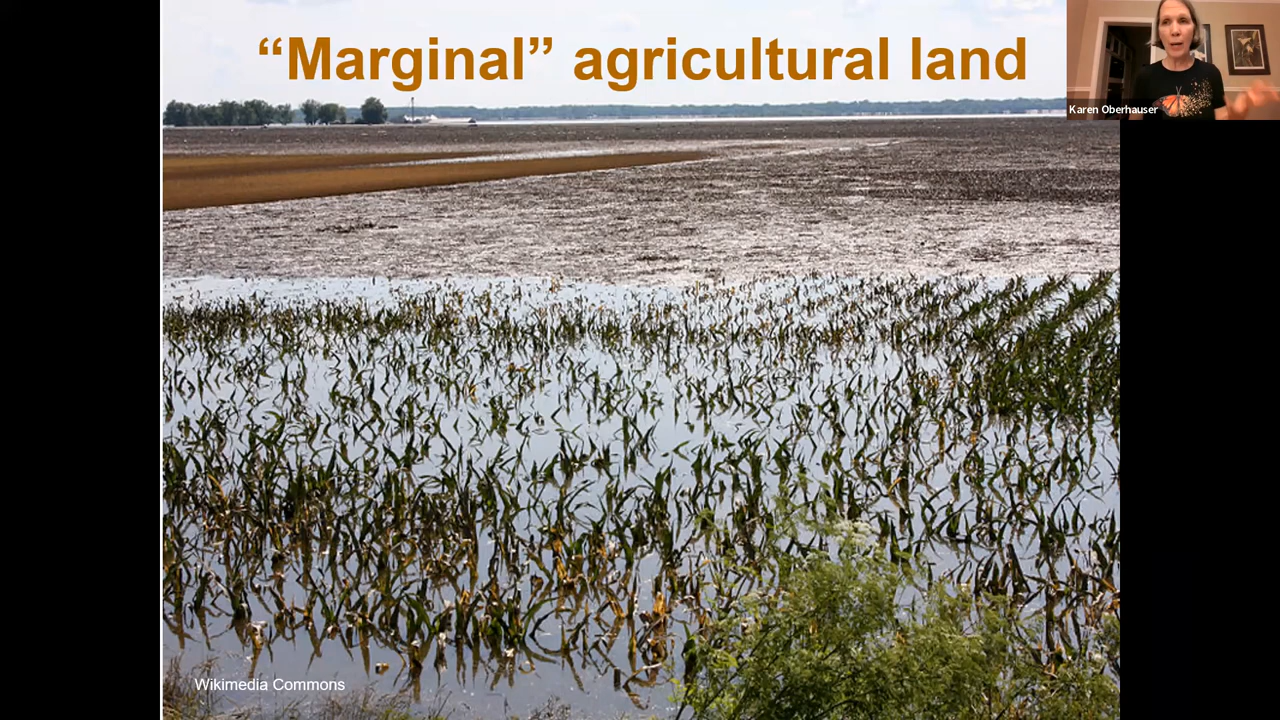 “Marginal” agricultural land
Karen Oberhauser
Wikimedia Commons